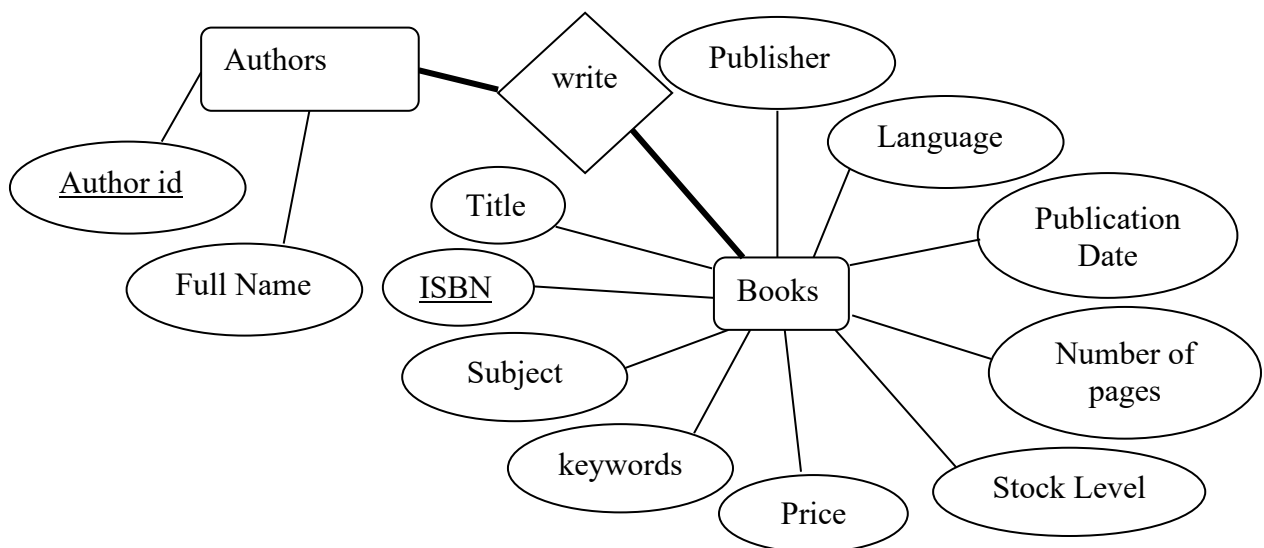 Authors
write
Publisher
Language
Author id
Title
Publication
Date
Full Name
ISBN
Books
Subject
Number of
pages
keywords
Stock Level
Price